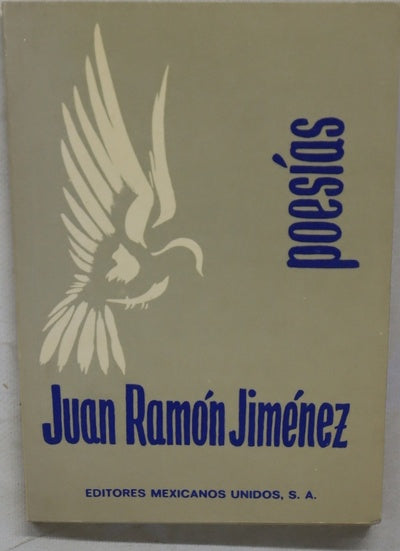 poesías
Juan Ramón Jiménez
EDITORES MEXICANOS UNIDOS, S. A.